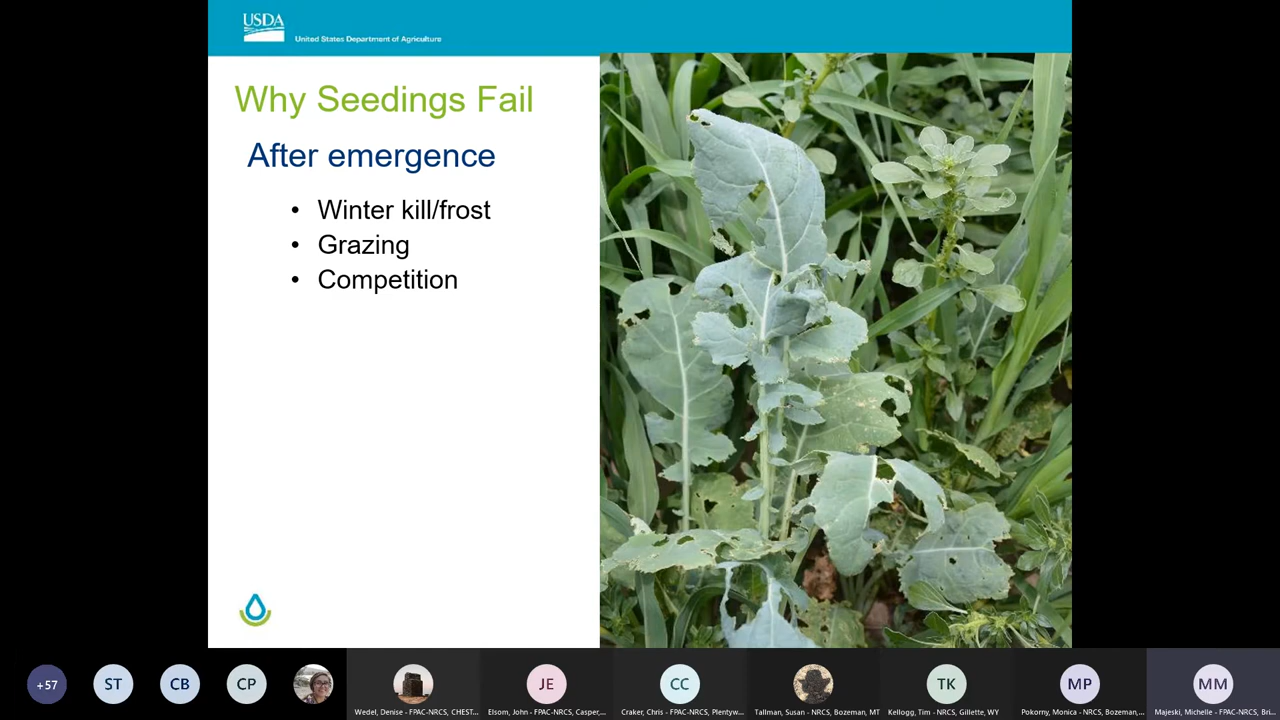 USDA
United States Department of Agriculture
Why Seedings Fail
After emergence
• Winter kill/frost
• Grazing
• Competition
+57
ST
CB
CP
JE
CC
TK
MP
MM
Wedel, Denise - FPAC-NRCS, CHEST...
Elsom, John - FPAC-NRCS, Casper,...
Craker, Chris - FPAC-NRCS, Plentyw...
Tallman, Susan - NRCS, Bozeman, MT
Kellogg, Tim - NRCS, Gillette, WY
Pokorny, Monica - NRCS, Bozeman,...
Majeski, Michelle - FPAC-NRCS, Bri...